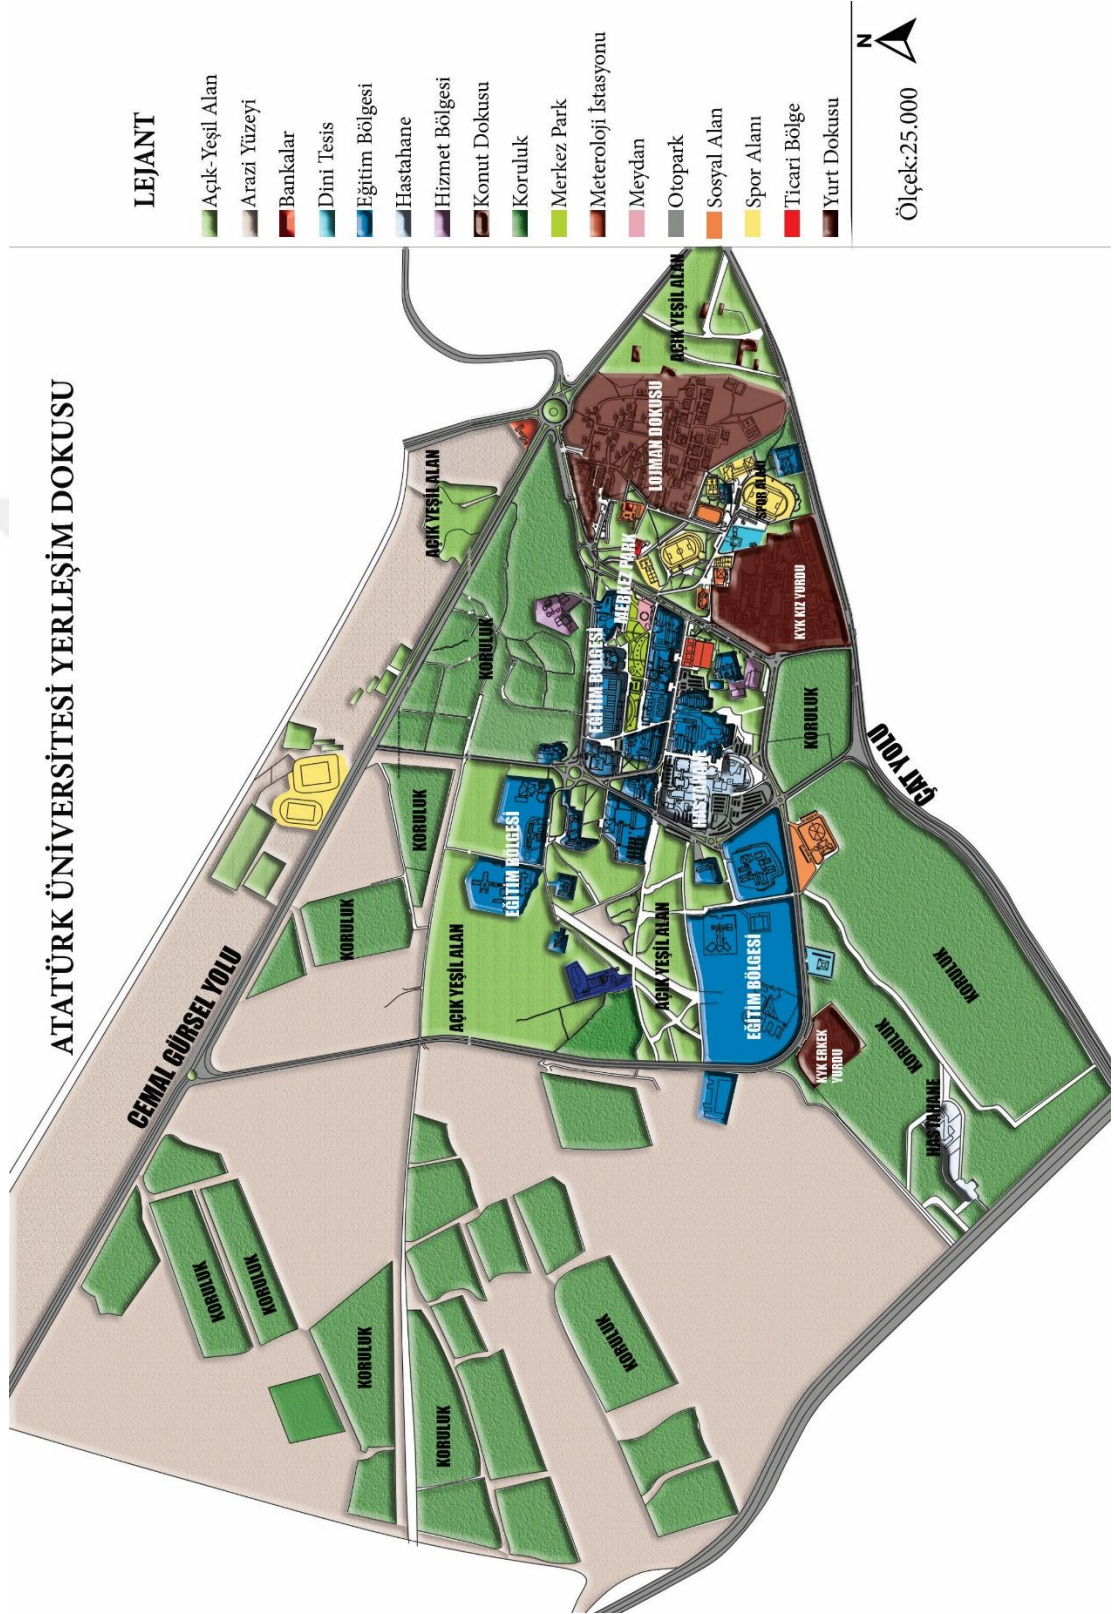 ATATÜRK ÜNİVERSİTESİ YERLEŞİM DOKUSU
CEMAL GÜRSEL YOLU
AÇIK YEŞİL ALAN
KORULUK
KORULUK
KORULUK
KORULUK
KORULUK
KORULUK
KORULUK
KORULUK
AÇIK YEŞİL ALAN
EĞİTİM BÖLGESİ
EĞİTİM BÖLGESİ
MERKEZ PARK
LOJMAN DOKUSU
AÇIK YEŞİL ALAN
SPOR ALANI
KYK KIZ YURDU
HASTAHANE
AÇIK YEŞİL ALAN
EĞİTİM BÖLGESİ
KORULUK
KORULUK
ÇAT YOLU
KYK ERKEK
YURDU
KORULUK
KORULUK
HASTAHANE
LEJANT
Açık-Yeşil Alan
Arazi Yüzeyi
Bankalar
Dini Tesis
Eğitim Bölgesi
Hastahane
Hizmet Bölgesi
Konut Dokusu
Koruluk
Merkez Park
Meteroloji İstasyonu
Meydan
Otopark
Sosyal Alan
Spor Alanı
Ticari Bölge
Yurt Dokusu
N
Ölçek:25.000